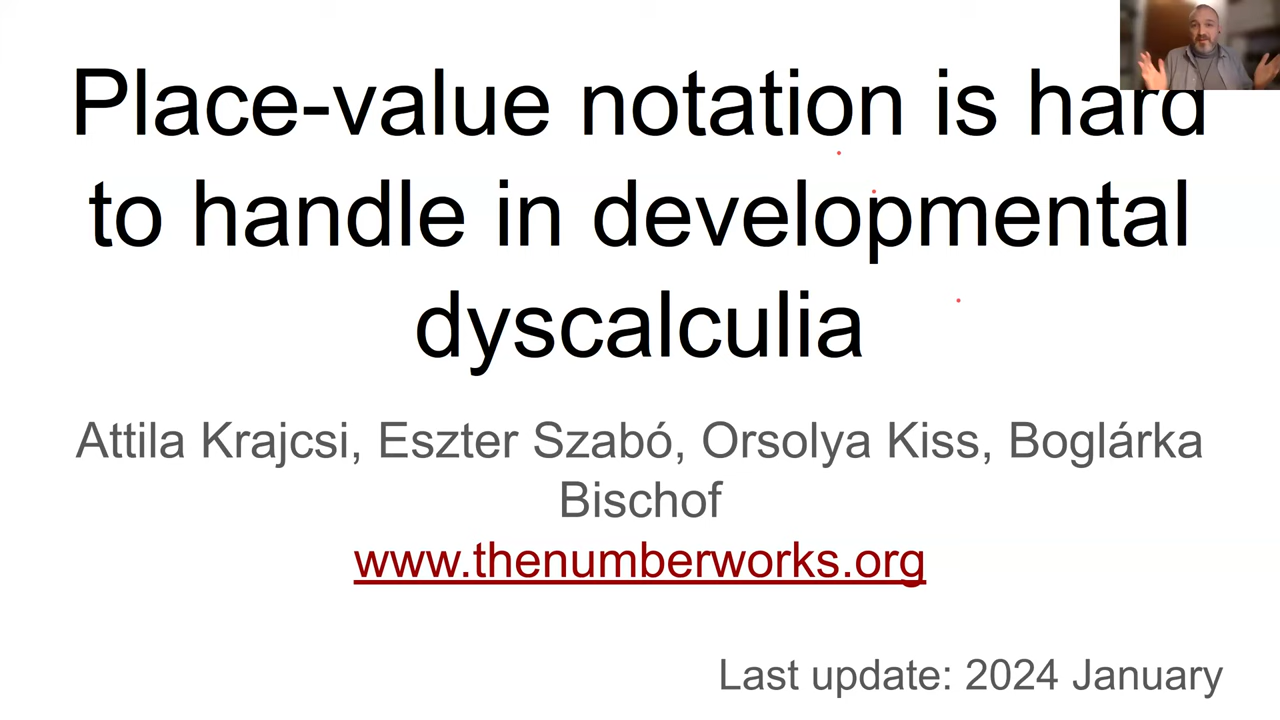 Place-value notation is hard
to handle in developmental
dyscalculia
Attila Krajcsi, Eszter Szabó, Orsolya Kiss, Boglárka
Bischof
www.thenumberworks.org
Last update: 2024 January